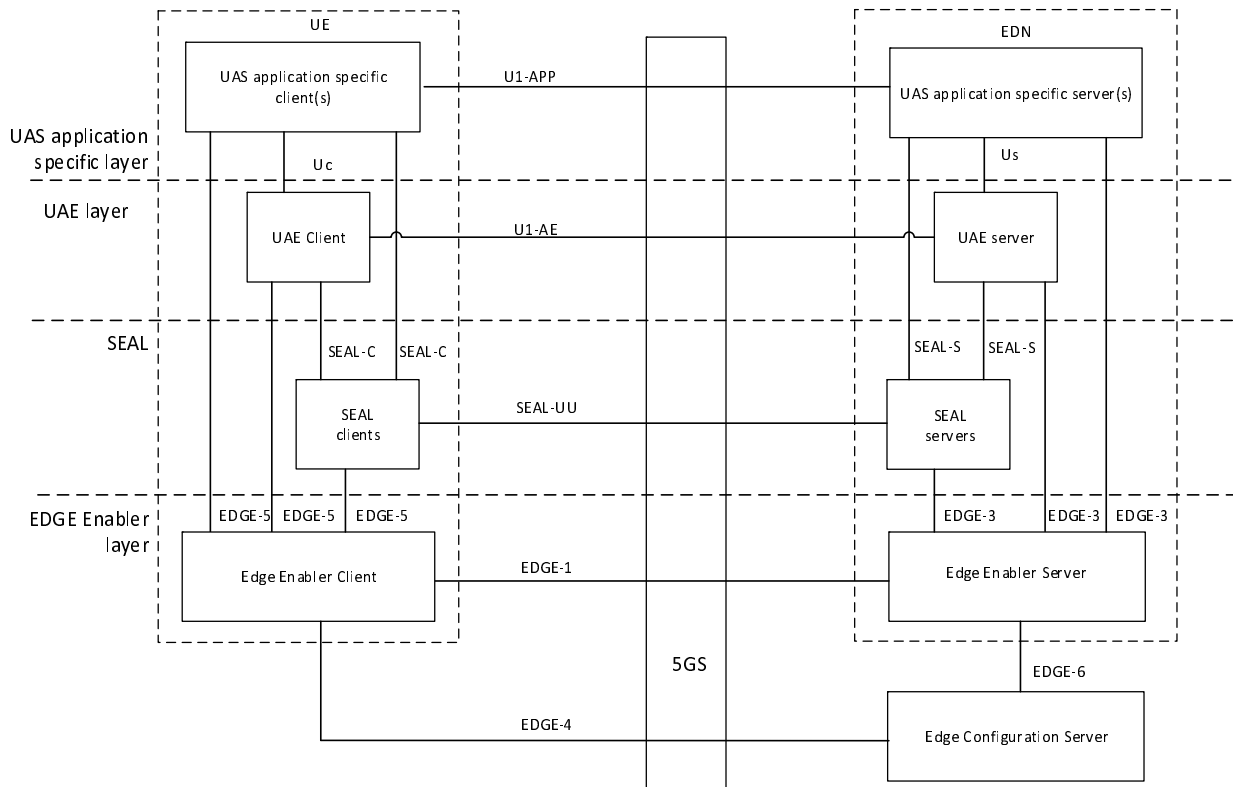 UE
EDN
UAS application specific
client(s)
U1-APP
UAS application specific server(s)
UAS application
specific layer
Uc
Us
UAE layer
UAE Client
U1-AE
UAE server
SEAL
SEAL-C
SEAL-C
SEAL-S
SEAL-S
SEAL
clients
SEAL-UU
SEAL
servers
EDGE Enabler
layer
EDGE-5
EDGE-5
EDGE-5
EDGE-3
EDGE-3
EDGE-3
Edge Enabler Client
EDGE-1
Edge Enabler Server
5GS
EDGE-6
EDGE-4
Edge Configuration Server